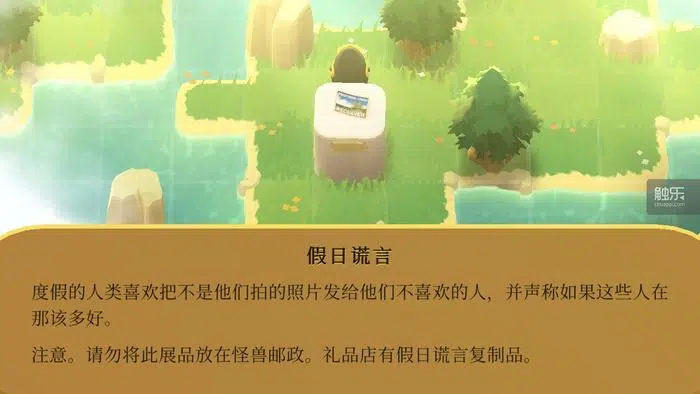 触乐
chuapp.com
假日谎言
度假的人类喜欢把不是他们拍的照片发给他们不喜欢的人，并声称如果这些人在
那该多好。
注意。请勿将此展品放在怪兽邮政。礼品店有假日谎言复制品。